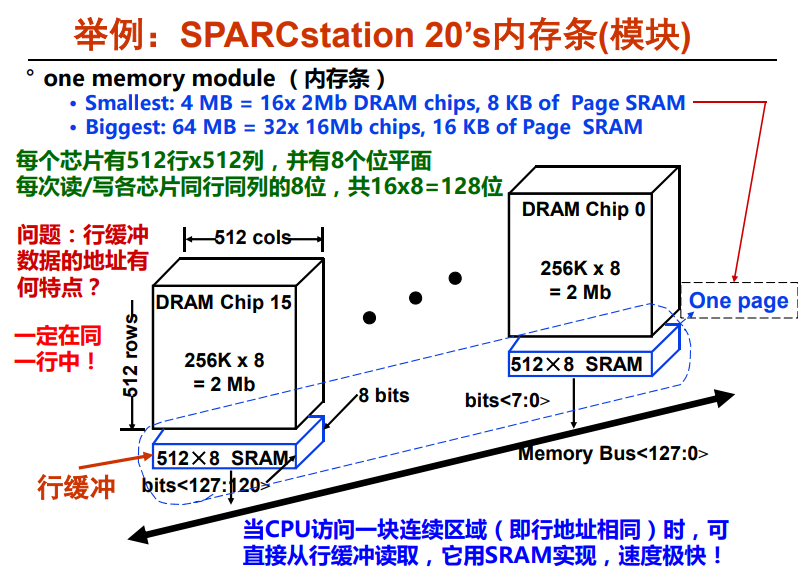 举例：SPARCstation 20’s内存条(模块)
° one memory module （内存条）
• Smallest: 4 MB = 16x 2Mb DRAM chips, 8 KB of Page SRAM
• Biggest: 64 MB = 32x 16Mb chips, 16 KB of Page SRAM
每个芯片有512行x512列，并有8个位平面
每次读/写各芯片同行同列的8位，共16x8=128位
问题：行缓冲
数据的地址有
何特点？
一定在同
一行中！
512 cols
DRAM Chip 15
256K x 8
= 2 Mb
512 rows
8 bits
512×8 SRAM
bits<127:120>
行缓冲
DRAM Chip 0
256K x 8
= 2 Mb
One page
512×8 SRAM
bits<7:0>
Memory Bus<127:0>
当CPU访问一块连续区域（即行地址相同）时，可
直接从行缓冲读取，它用SRAM实现，速度极快！